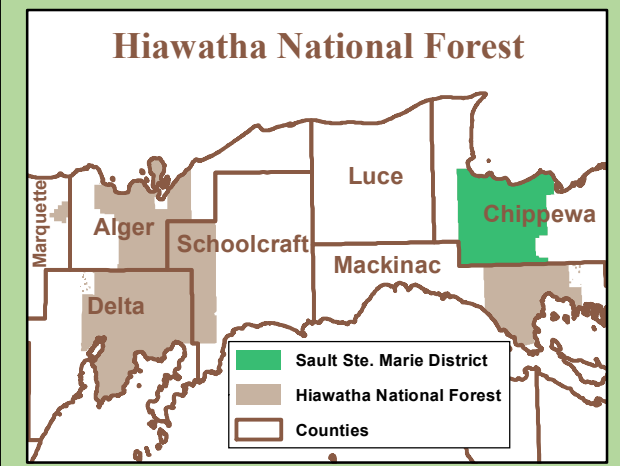 Hiawatha National Forest
Marquette
Alger
Schoolcraft
Luce
Chippewa
Mackinac
Delta
Sault Ste. Marie District
Hiawatha National Forest
Counties